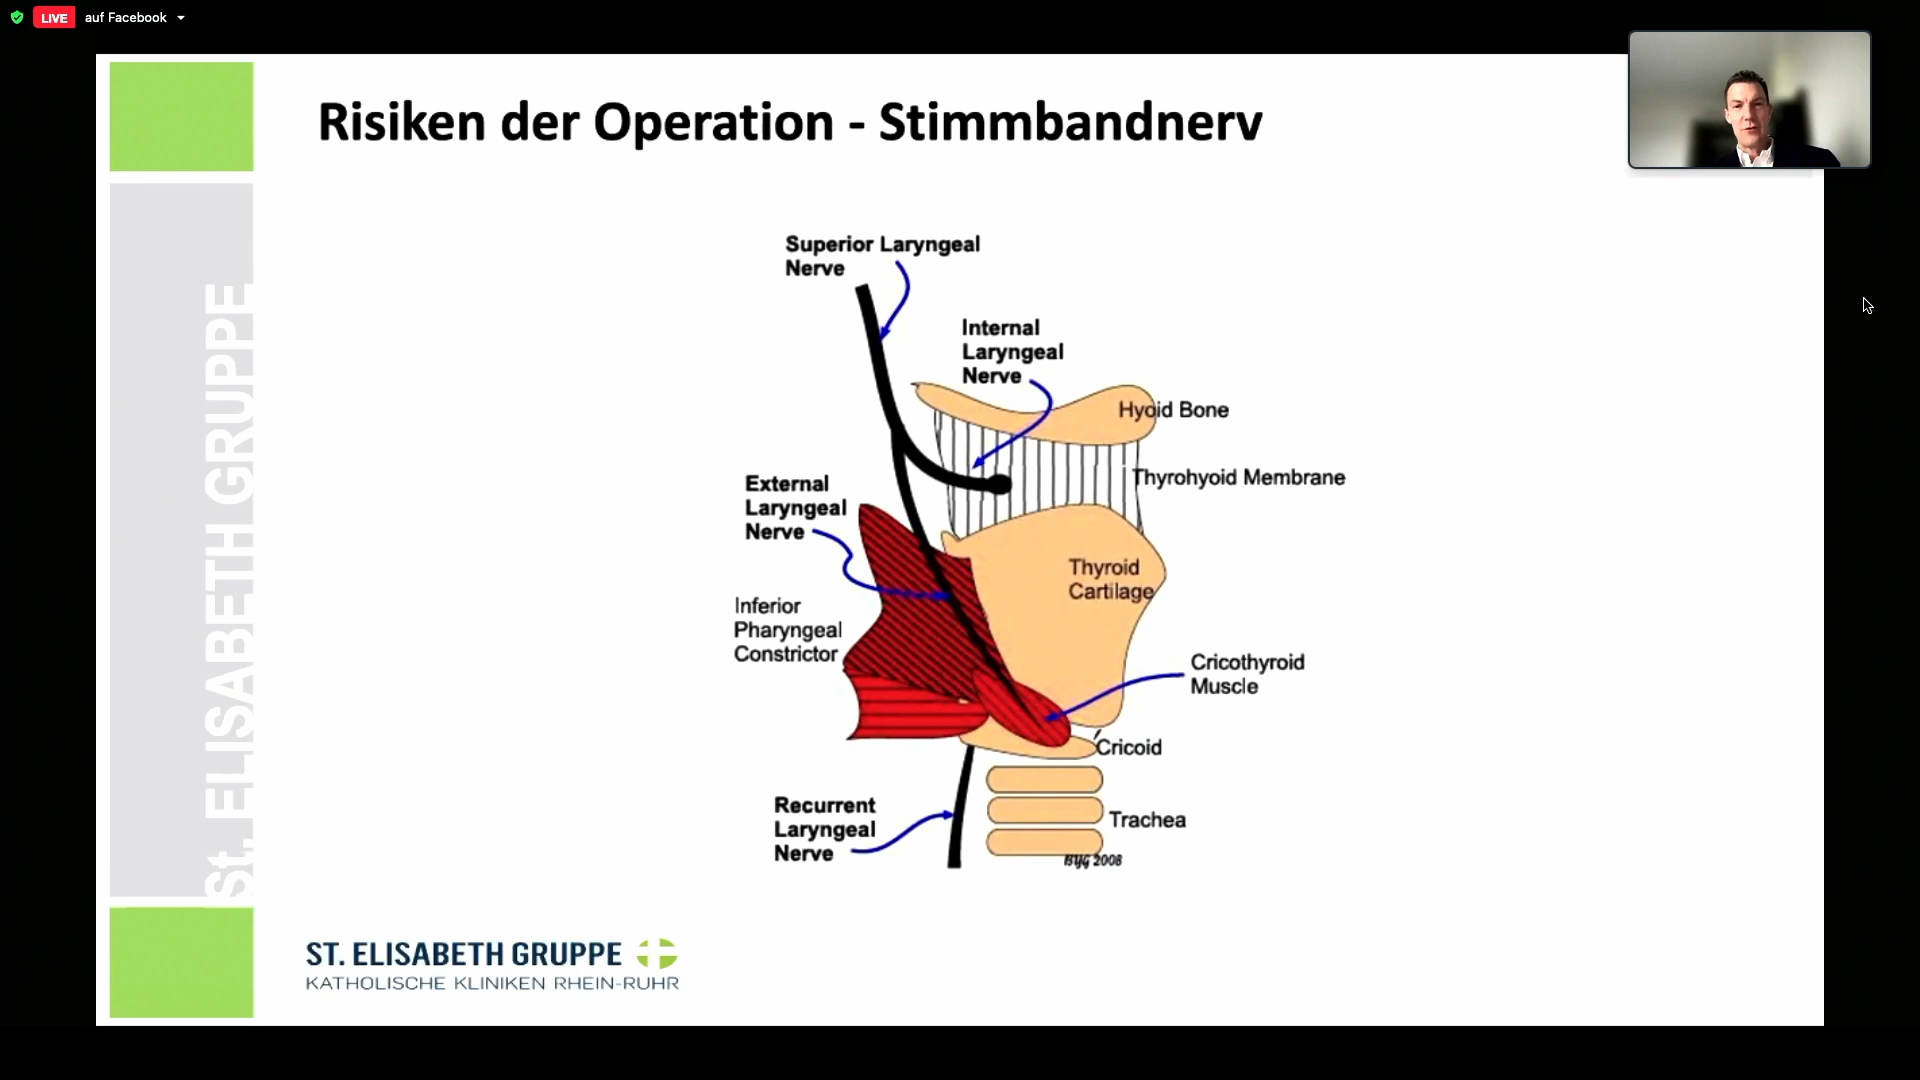 LIVE auf Facebook
Risiken der Operation - Stimmbandnerv
St. ELISABETH GRUPPE
Superior Laryngeal
Nerve
Internal
Laryngeal
Nerve
Hyoid Bone
Thyrohyoid Membrane
External
Laryngeal
Nerve
Thyroid
Cartilage
Inferior
Pharyngeal
Constrictor
Cricothyroid
Muscle
Cricoid
Recurrent
Laryngeal
Nerve
Trachea
BYG 2008
ST. ELISABETH GRUPPE
KATHOLISCHE KLINIKEN RHEIN-RUHR